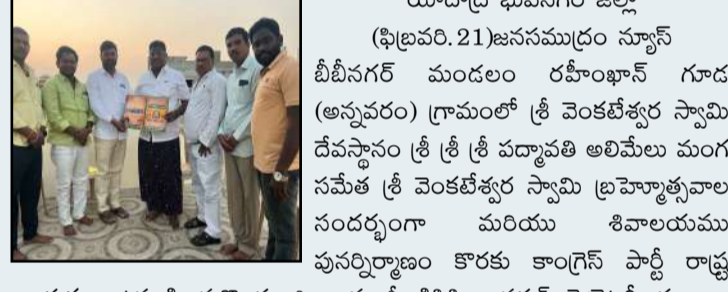 యాదాద్రి భువనగిరి జిల్లా
(ఫిబ్రవరి.21)జనసముద్రం న్యూస్
బీబీనగర్ మండలం రహీంఖాన్ గూడ
(అన్నవరం) గ్రామంలో శ్రీ వెంకటేశ్వర స్వామి
దేవస్థానం శ్రీ శ్రీ శ్రీ పద్మావతి అలిమేలు మంగ
సమేత శ్రీ వెంకటేశ్వర స్వామి బ్రహ్మోత్సవాల
సందర్భంగా మరియు శివాలయము
పునర్నిర్మాణం కొరకు కాంగ్రెస్ పార్టీ రాష్ట్ర